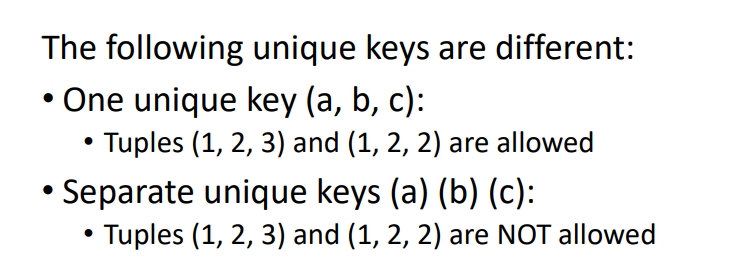 The following unique keys are different:
• One unique key (a, b, c):
• Tuples (1, 2, 3) and (1, 2, 2) are allowed
• Separate unique keys (a) (b) (c):
• Tuples (1, 2, 3) and (1, 2, 2) are NOT allowed